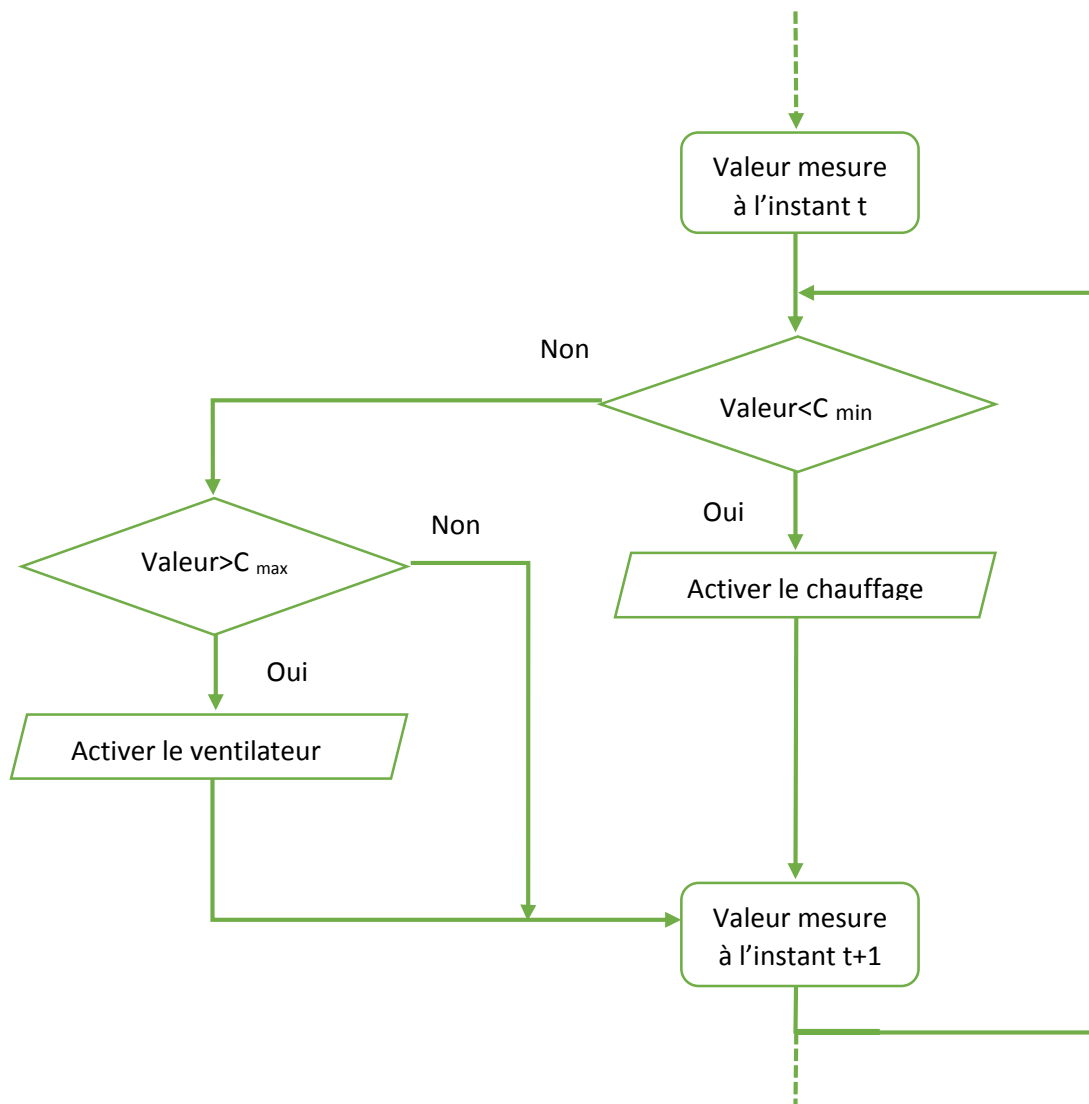 Valeur mesure
à l’instant t
Non
Valeur<C min
Oui
Non
Valeur>C max
Activer le chauffage
Oui
Activer le ventilateur
Valeur mesure
à l’instant t+1